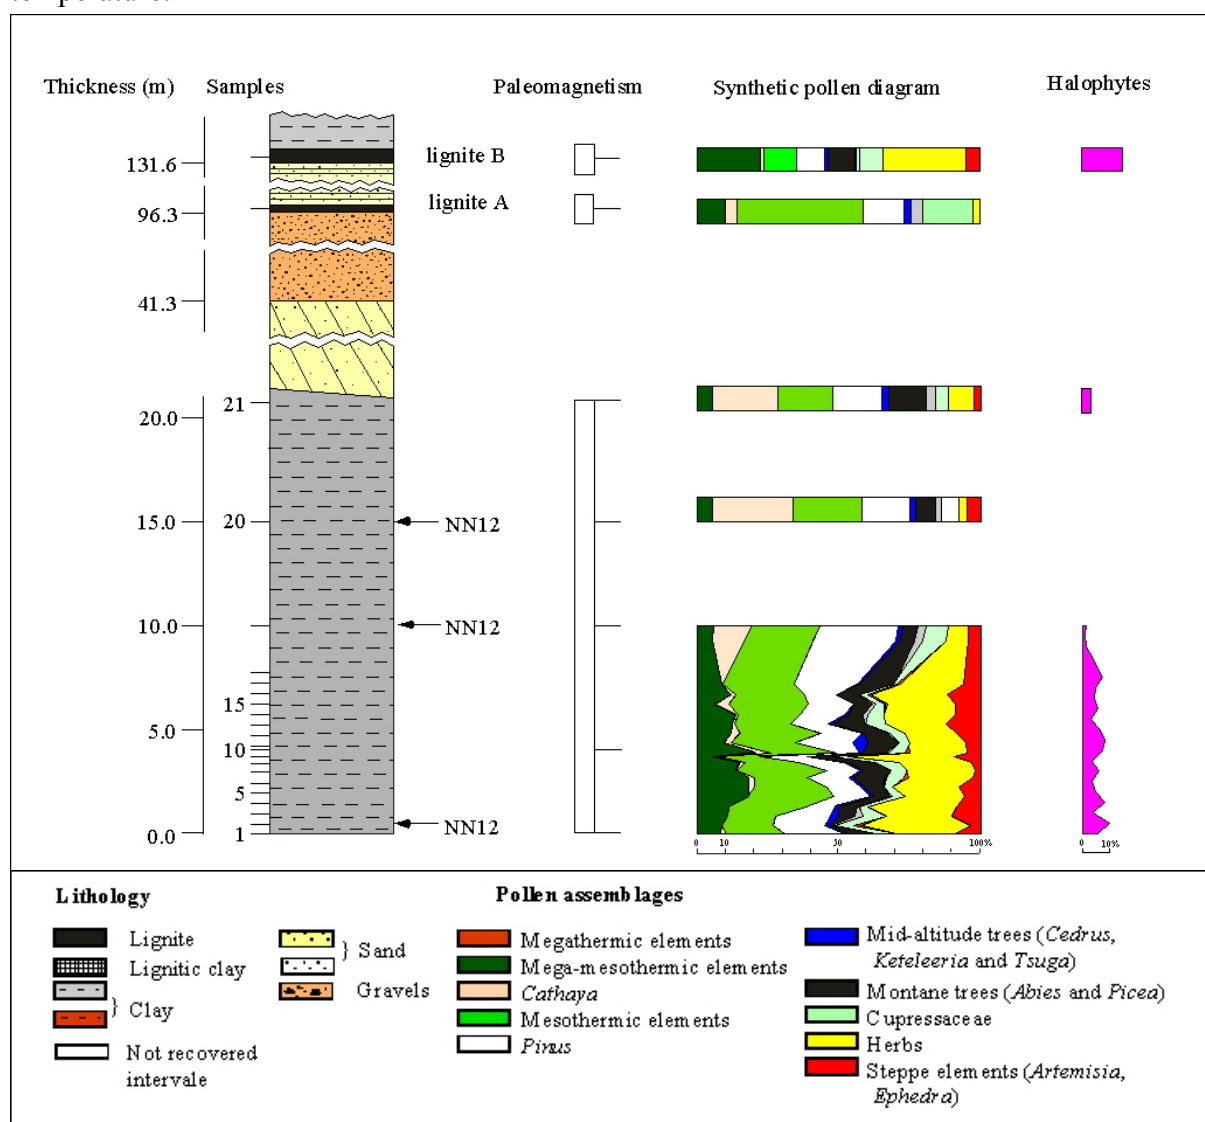 Thickness (m) Samples Paleomagnetism Synthetic pollen diagram Halophytes
lignite B
131.6
lignite A
96.3
41.3
21
20.0
15.0 20 NN12
10.0 NN12
15
5.0
10
5
NN12
0.0 1
0 10 50 100% 0 10%
Lithology Pollen assemblages
Lignite
Lignitic clay
} Clay
Not recovered
intervale
} Sand
Gravels
Megathermic elements
Mega-mesothermic elements
Cathaya
Mesothermic elements
Pinus
Mid-altitude trees (Cedrus,
Keteleeria and Tsuga)
Montane trees (Abies and Picea)
Cupressaceae
Herbs
Steppe elements (Artemisia,
Ephedra)